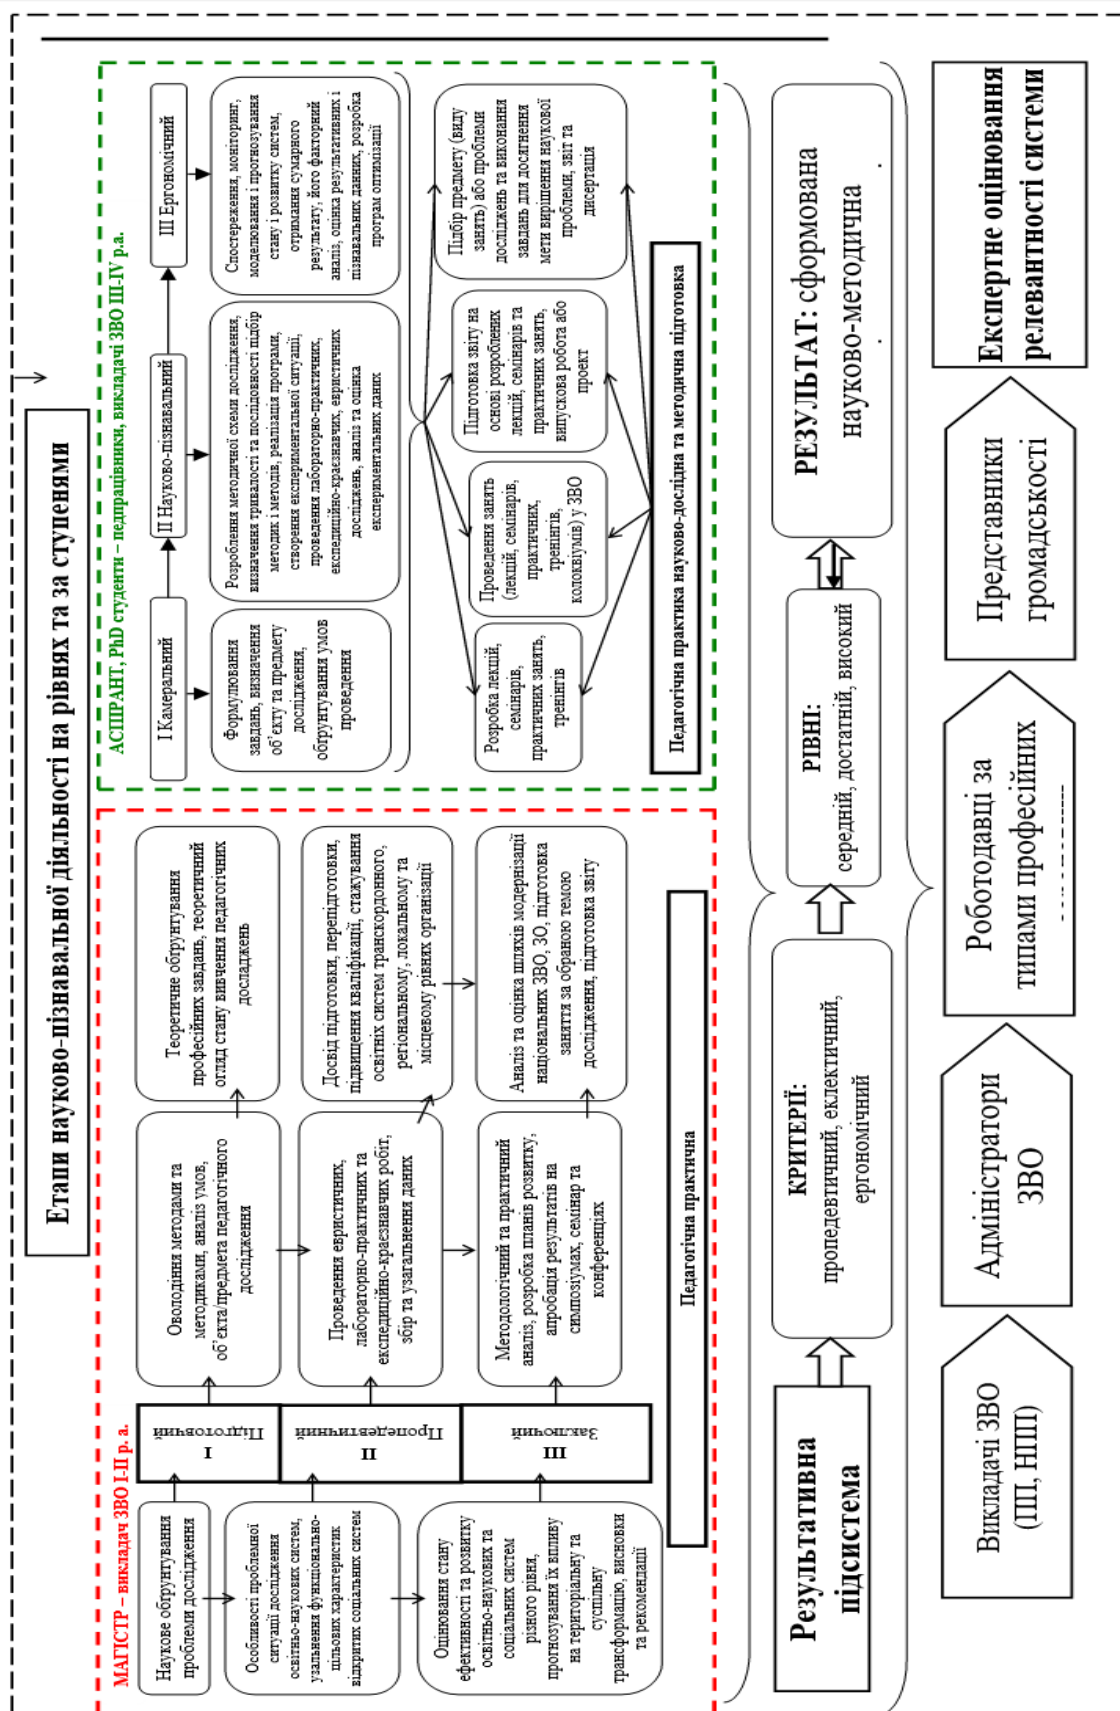 Етапи науково-пізнавальної діяльності на рівнях та за ступенями
МАГІСТР – викладач ЗВО І-ІІ р. а.
Наукове обґрунтування
проблеми дослідження
Особливості проблемної
ситуації дослідження
освітньо-наукових систем,
узальнення функціонально-
цільових характеристик
відкритих соціальних систем
Оцінювання стану
ефективності та розвитку
освітньо-наукових та
соціальних систем
різного рівня,
прогнозування їх впливу
на територіальну та
суспільну
трансформацію, висновки
та рекомендації
І
Підготовчий
ІІ
Пропедевтичний
ІІІ
Заключий
Оволодіння методами та
методиками, аналіз умов,
об'єкта/предмета педагогічного
дослідження
Проведення евристичних,
лабораторно-практичних та
експедиційно-краєзнавчих робіт,
збір та узагальнення даних
Методологічний та практичний
аналіз, розробка планів розвитку,
апробація результатів на
симпозіумах, семінар та
конференціях
Теоретичне обґрунтування
професійних завдань, теоретичний
огляд стану вивчення педагогічних
досладжень
Досвід підготовки, перепідготовки,
підвищення кваліфікації, стажування
освітніх систем транскордонного,
регіональному, локальному та
місцевому рівнях організації
Аналіз та оцінка шляхів модернізації
національних ЗВО, ЗО, підготовка
заняття за обраною темою
дослідження, підготовка звіту
Педагогічна практична
АСПІРАНТ, PhD студенти – педпрацівники, викладачі ЗВО ІІІ-IV р.а.
І Камеральний
ІІ Науково-пізнавальний
ІІІ Ергономічний
Формулювання
завдань, визначення
об'єкту та предмету
дослідження,
обґрунтування умов
проведення
Розроблення методичної схеми дослідження,
визначення тривалості та послідовності підбір
методик і методів, реалізація програми,
створення експериментальної ситуації,
проведення лабораторно-практичних,
експедиційно-краєзнавчих, евристичних
досліджень, аналіз та оцінка
експериментальних даних
Спостереження, моніторинг,
моделювання і прогнозування
стану і розвитку систем,
отримання сумарного
результату, його факторний
аналіз, оцінка результативних і
пізнавальних даних, розробка
програм оптимізації
Розробка лекцій,
семінарів,
практичних занять,
тренінгів
Проведення занять
(лекцій, семінарів,
практичних,
тренінгів,
колоквіумів) у ЗВО
Підготовка звіту на
основі розроблених
лекцій, семінарів та
практичних занять,
випускова робота або
проект
Підбір предмету (виду
занять) або проблеми
досліджень та виконання
завдань для досягнення
мети вирішення наукової
проблеми, звіт та
дисертація
Педагогічна практика науково-дослідна та методична підготовка
Результативна
підсистема
КРИТЕРІЇ:
пропедевтичний, еклектичний,
ергономічний
РІВНІ:
середній, достатній, високий
РЕЗУЛЬТАТ: сформована
науково-методична
Викладачі ЗВО
(ПП, НПП)
Адміністратори
ЗВО
Роботодавці за
типами професійних
Представники
громадськості
Експертне оцінювання
релевантності системи